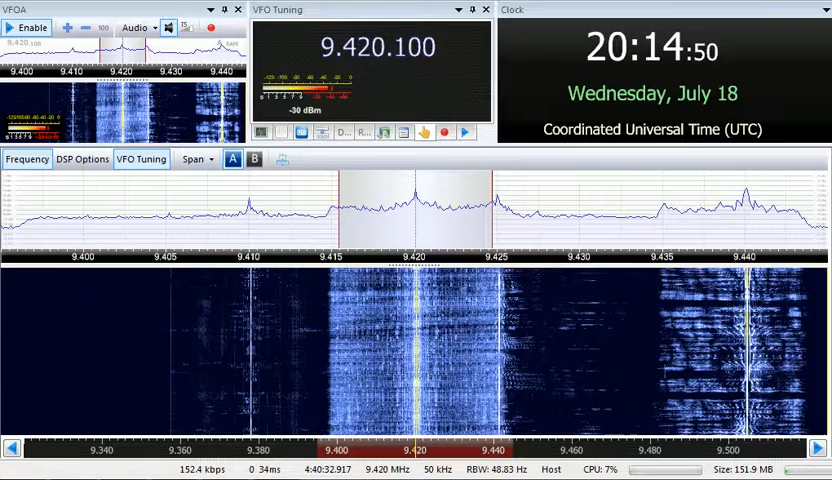 VFOA
Enable
100
Audio
9.420.100
9.400 9.410 9.420 9.430 9.440
VFO Tuning
9.420.100
-30 dBm
D... R...
Clock
20:14:50
Wednesday, July 18
Coordinated Universal Time (UTC)
Frequency DSP Options VFO Tuning Span A B
9.400 9.405 9.410 9.415 9.420 9.425 9.430 9.435 9.440
9.340 9.360 9.380 9.400 9.420 9.440 9.460 9.480 9.500
152.4 kbps 0 34ms 4:40:32.917 9.420 MHz 50 kHz RBW: 48.83 Hz Host CPU: 7% Size: 151.9 MB